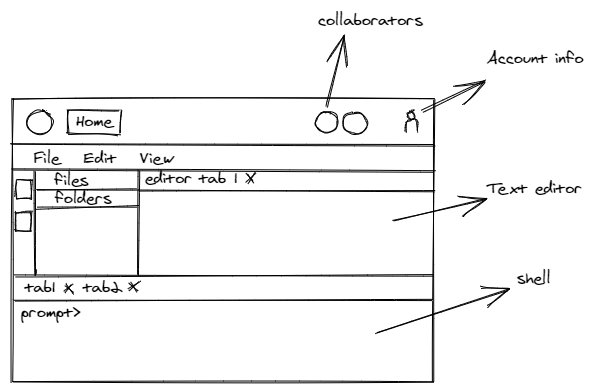 collaborators
Account info
Home
File Edit View
files
editor tab 1 x
folders
Text editor
tab1 x tab2 x
shell
prompt>